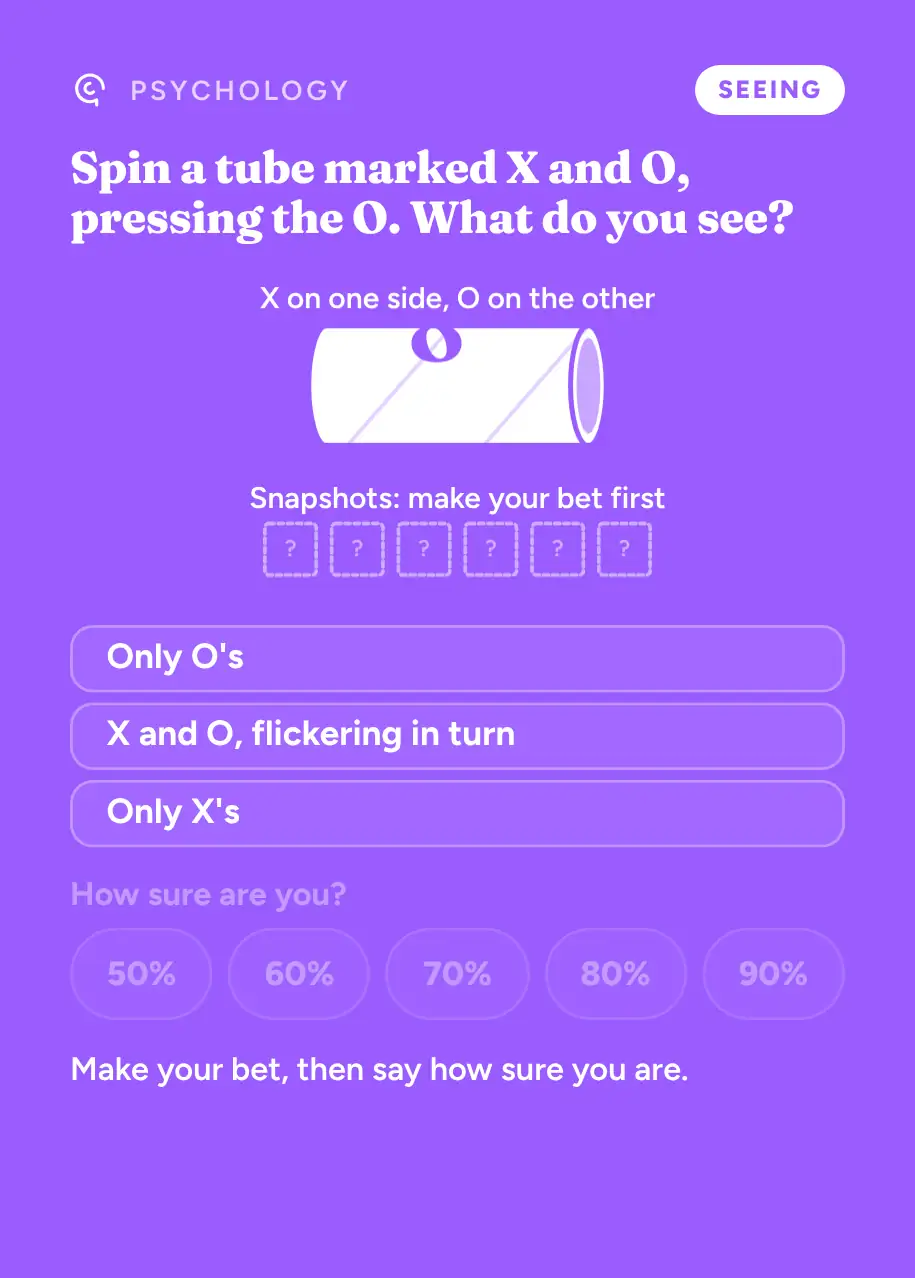 PSYCHOLOGY
SEEING
Spin a tube marked X and O,
pressing the O. What do you see?
X on one side, O on the other
O
Snapshots: make your bet first
? ? ? ? ? ?
Only O's
X and O, flickering in turn
Only X's
How sure are you?
50% 60% 70% 80% 90%
Make your bet, then say how sure you are.